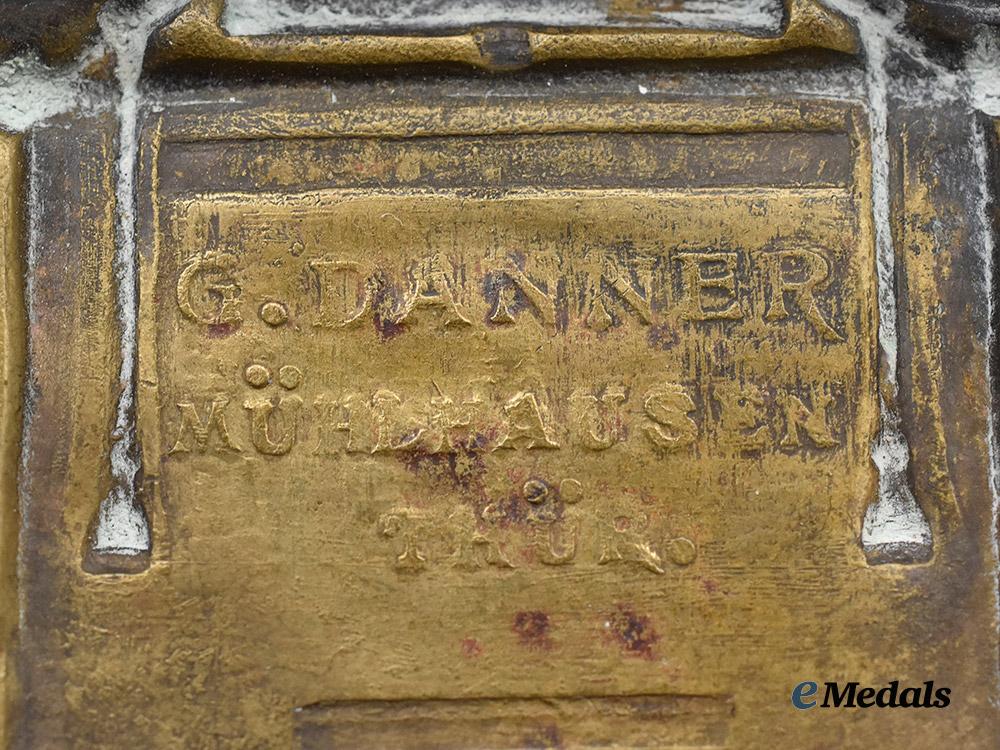 G. DANNER
MÜHLHAUSEN
THÜR.
eMedals